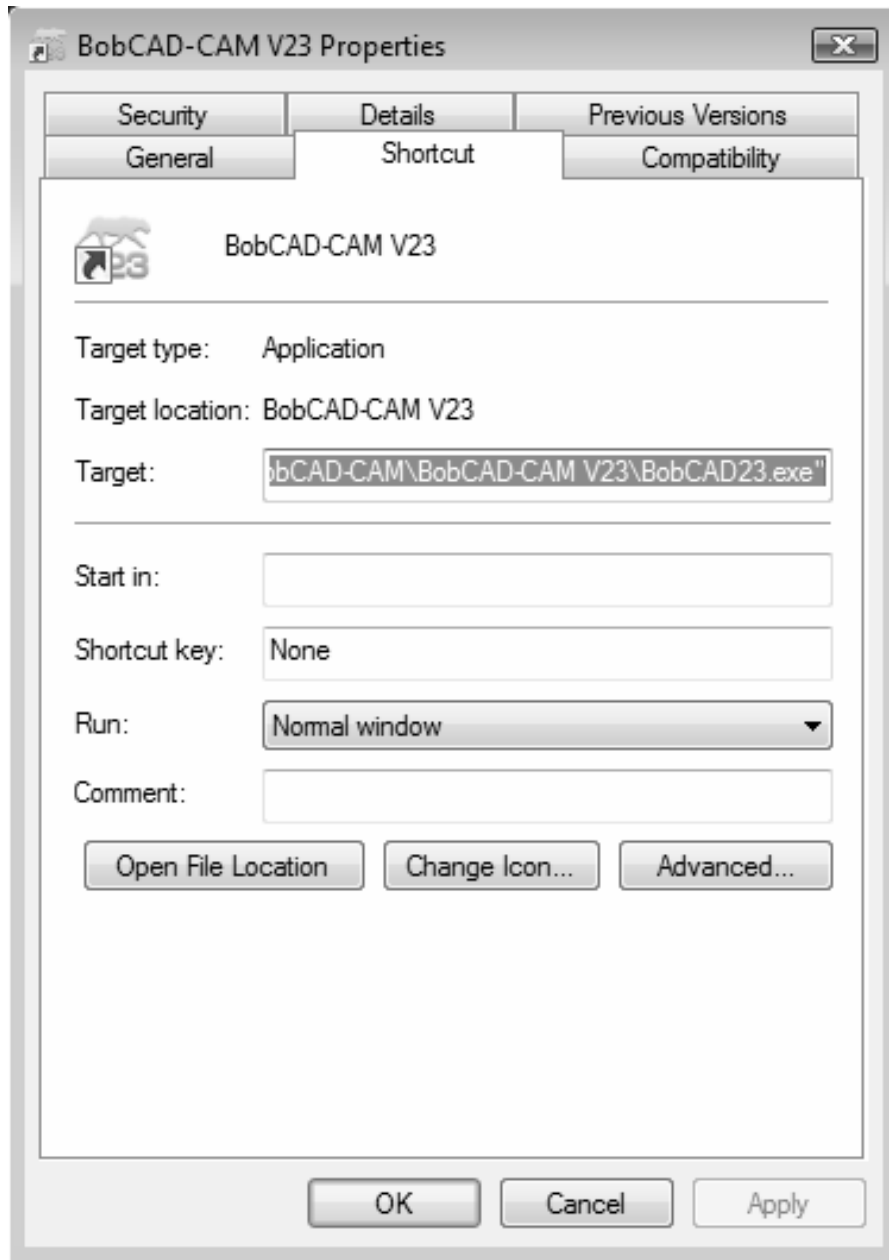 BobCAD-CAM V23 Properties
Security Details Previous Versions
General Shortcut Compatibility
23
BobCAD-CAM V23
Target type: Application
Target location: BobCAD-CAM V23
Target: obCAD-CAM\BobCAD-CAM V23\BobCAD23.exe"
Start in:
Shortcut key: None
Run: Normal window
Comment:
Open File Location Change Icon... Advanced...
OK Cancel Apply